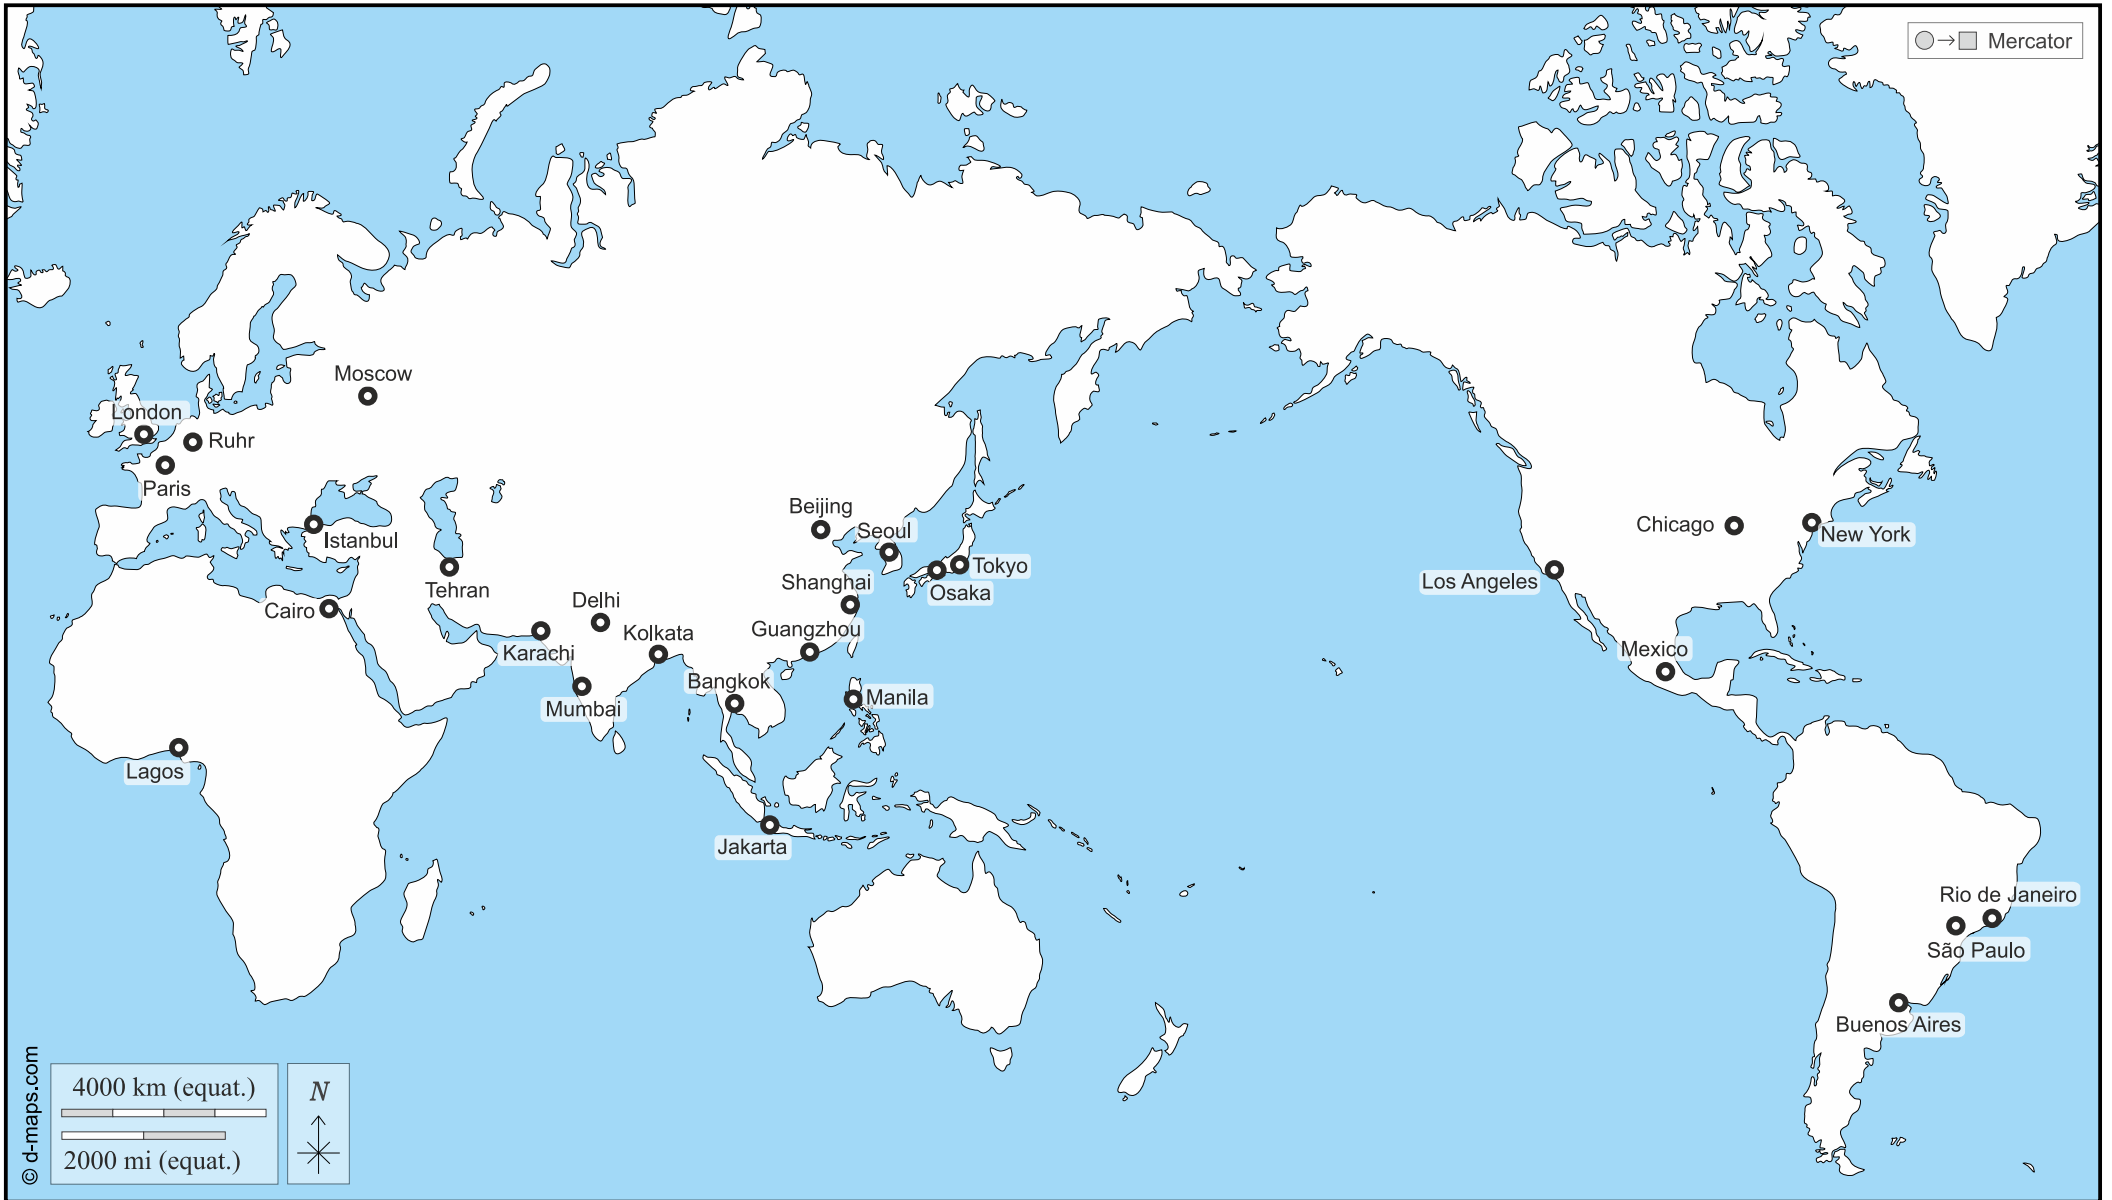 Mercator
Moscow
London
Ruhr
Paris
Istanbul
Beijing
Seoul
Tokyo
Osaka
Chicago
New York
Los Angeles
Tehran
Shanghai
Cairo
Delhi
Karachi
Kolkata
Guangzhou
Mexico
Mumbai
Bangkok
Manila
Lagos
Jakarta
Rio de Janeiro
São Paulo
Buenos Aires
4000 km (equat.)
2000 mi (equat.)
N
© d-maps.com